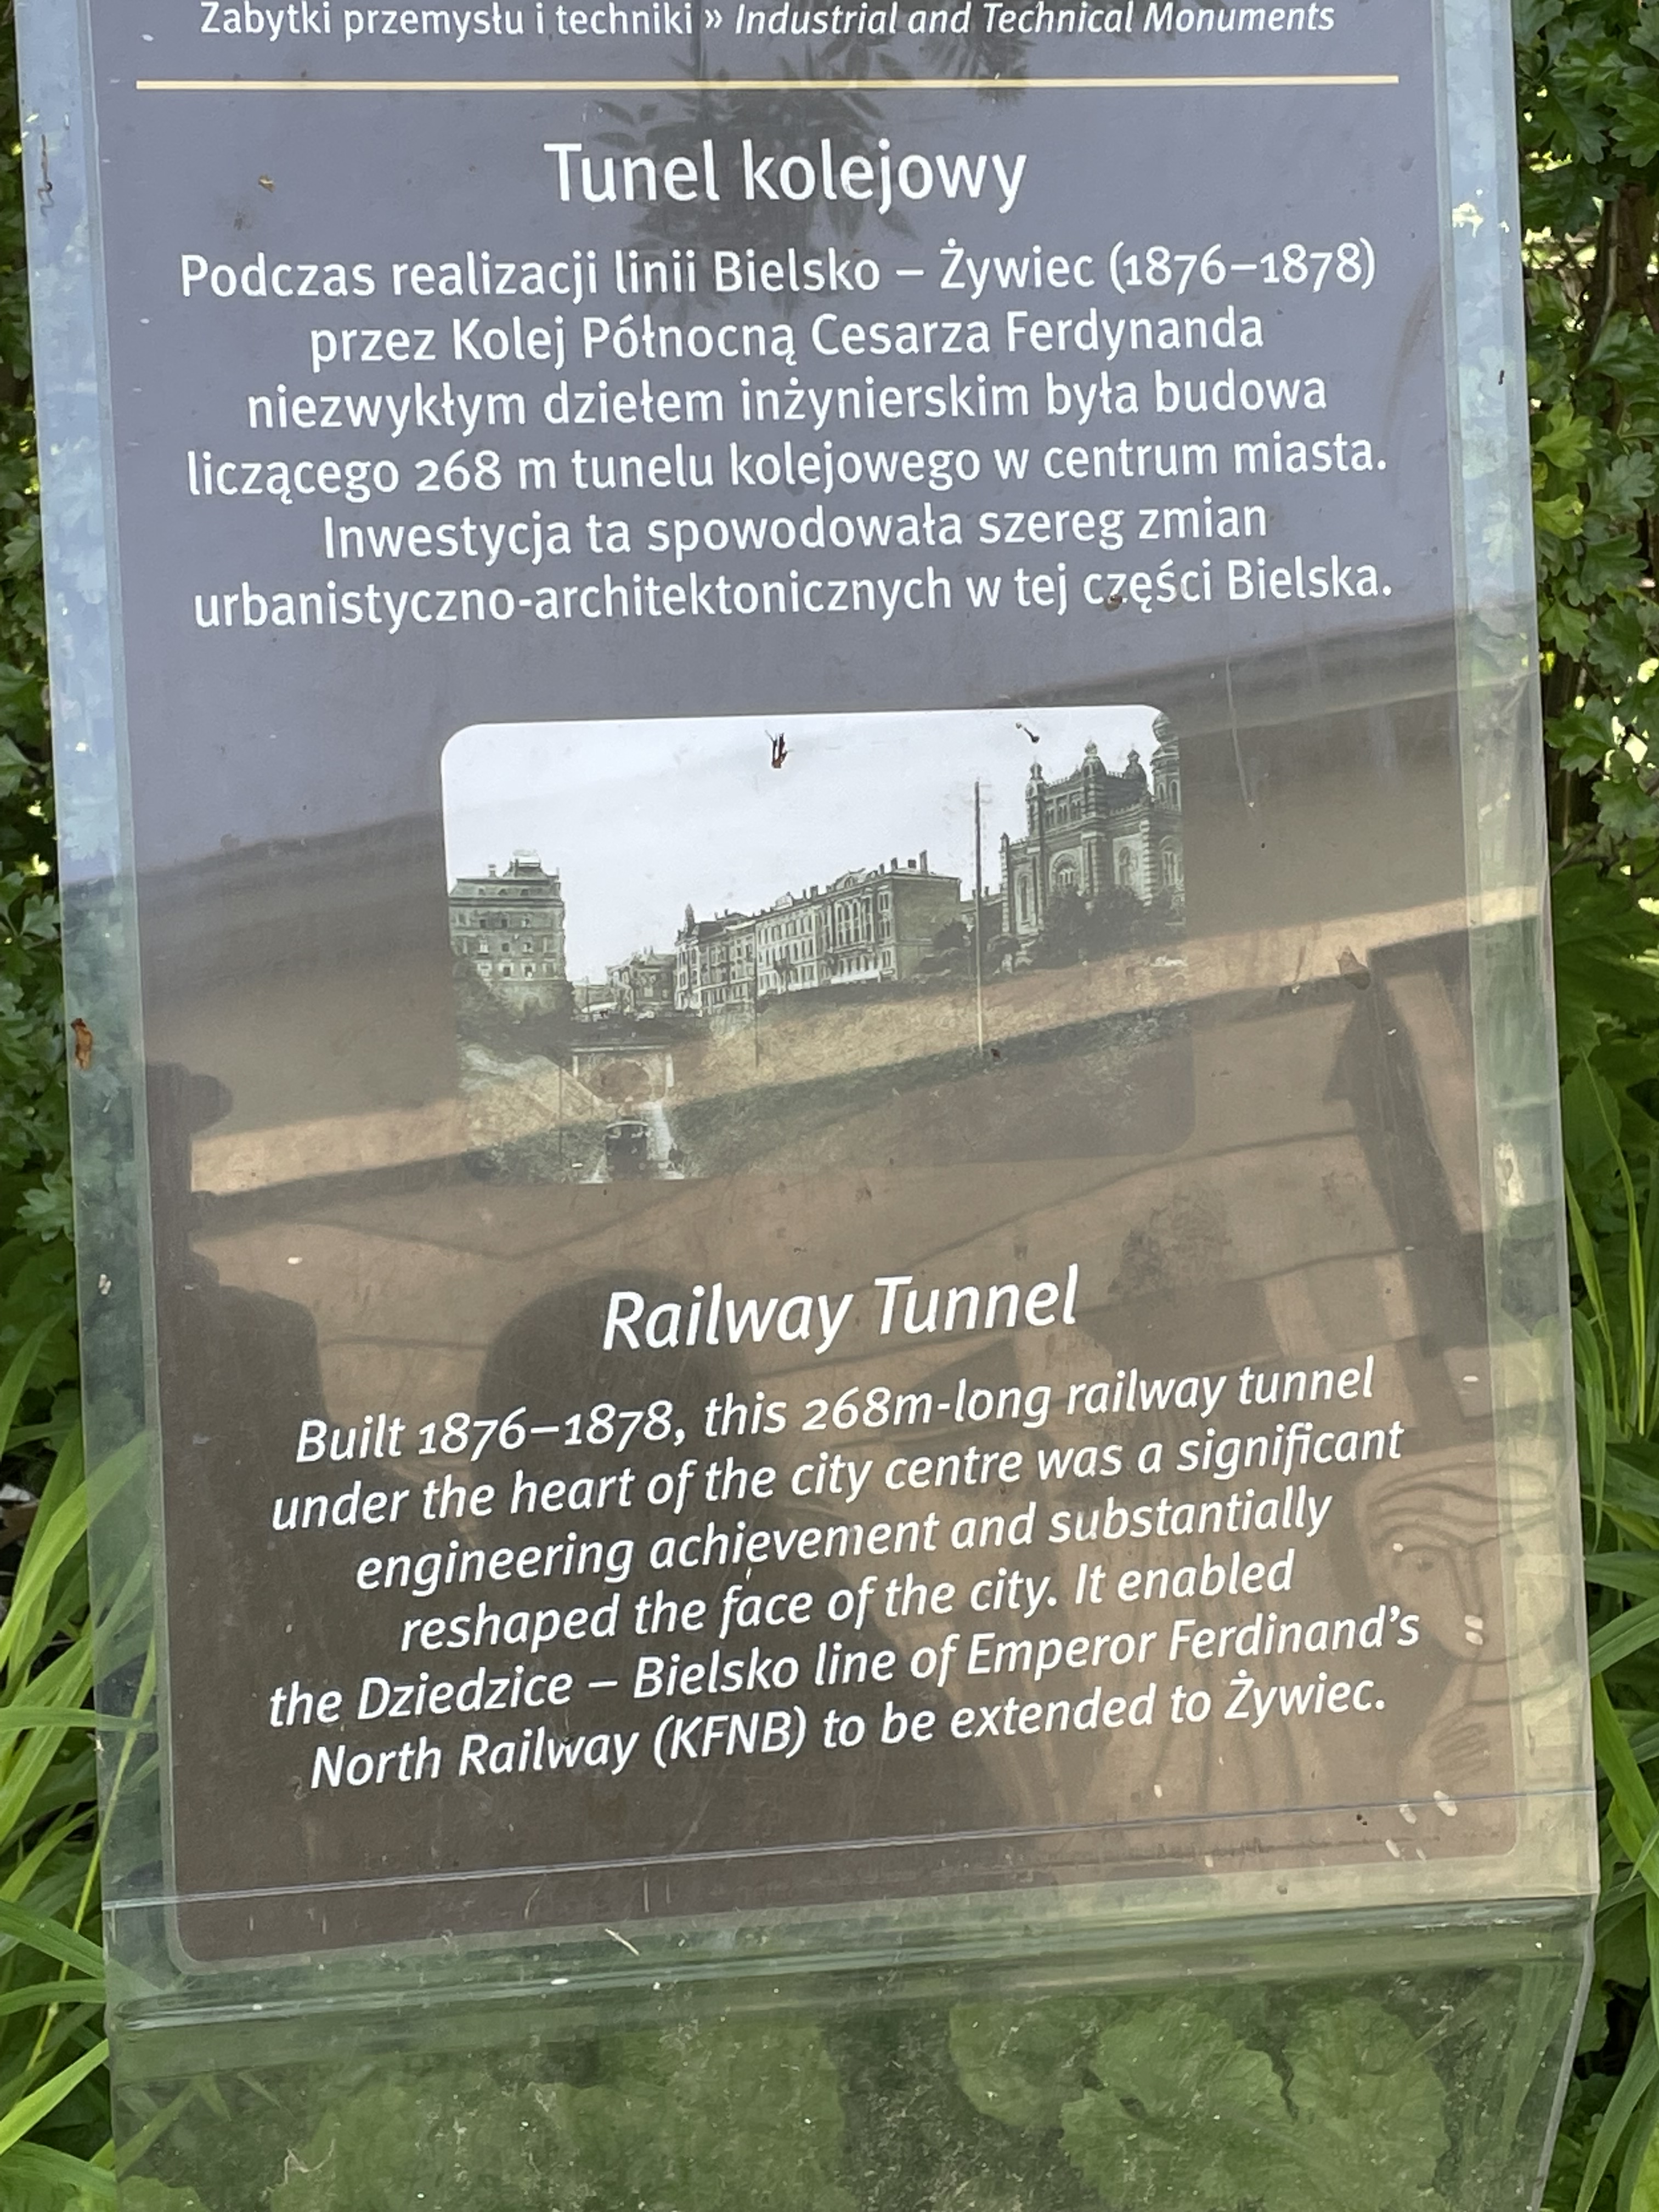 Zabytki przemysłu i techniki » Industrial and Technical Monuments
Tunel kolejowy
Podczas realizacji linii Bielsko – Żywiec (1876–1878)
przez Kolej Północną Cesarza Ferdynanda
niezwykłym dziełem inżynierskim była budowa
liczącego 268 m tunelu kolejowego w centrum miasta.
Inwestycja ta spowodowała szereg zmian
urbanistyczno-architektonicznych w tej części Bielska.
Railway Tunnel
Built 1876–1878, this 268m-long railway tunnel
under the heart of the city centre was a significant
engineering achievement and substantially
reshaped the face of the city. It enabled
the Dziedzice – Bielsko line of Emperor Ferdinand’s
North Railway (KFNB) to be extended to Żywiec.